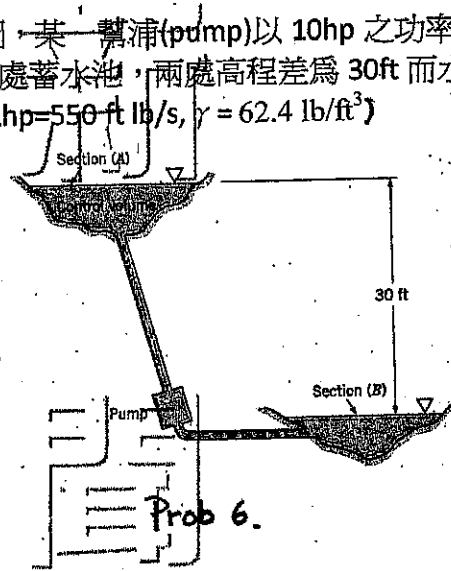 某一幫浦(pump)以 10hp 之功率
處蓄水池，兩處高程差為 30ft 而水
hp=550 ft lb/s, γ = 62.4 lb/ft³)
Section (A)
Control volume
30 ft
Section (B)
Pump
Prob 6.